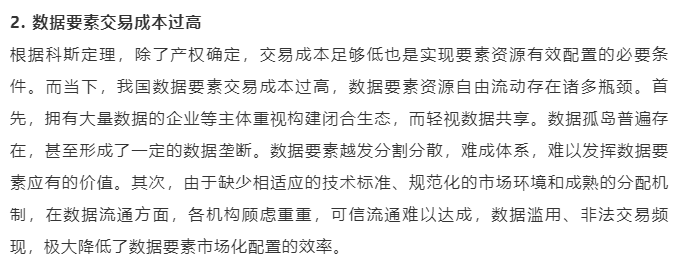 2. 数据要素交易成本过高
根据科斯定理，除了产权确定，交易成本足够低也是实现要素资源有效配置的必要条
件。而当下，我国数据要素交易成本过高，数据要素资源自由流动存在诸多瓶颈。首
先，拥有大量数据的企业等主体重视构建闭合生态，而轻视数据共享。数据孤岛普遍存
在，甚至形成了一定的数据垄断。数据要素越发分割分散，难成体系，难以发挥数据要
素应有的价值。其次，由于缺少相适应的技术标准、规范化的市场环境和成熟的分配机
制，在数据流通方面，各机构顾虑重重，可信流通难以达成，数据滥用、非法交易频
现，极大降低了数据要素市场化配置的效率。